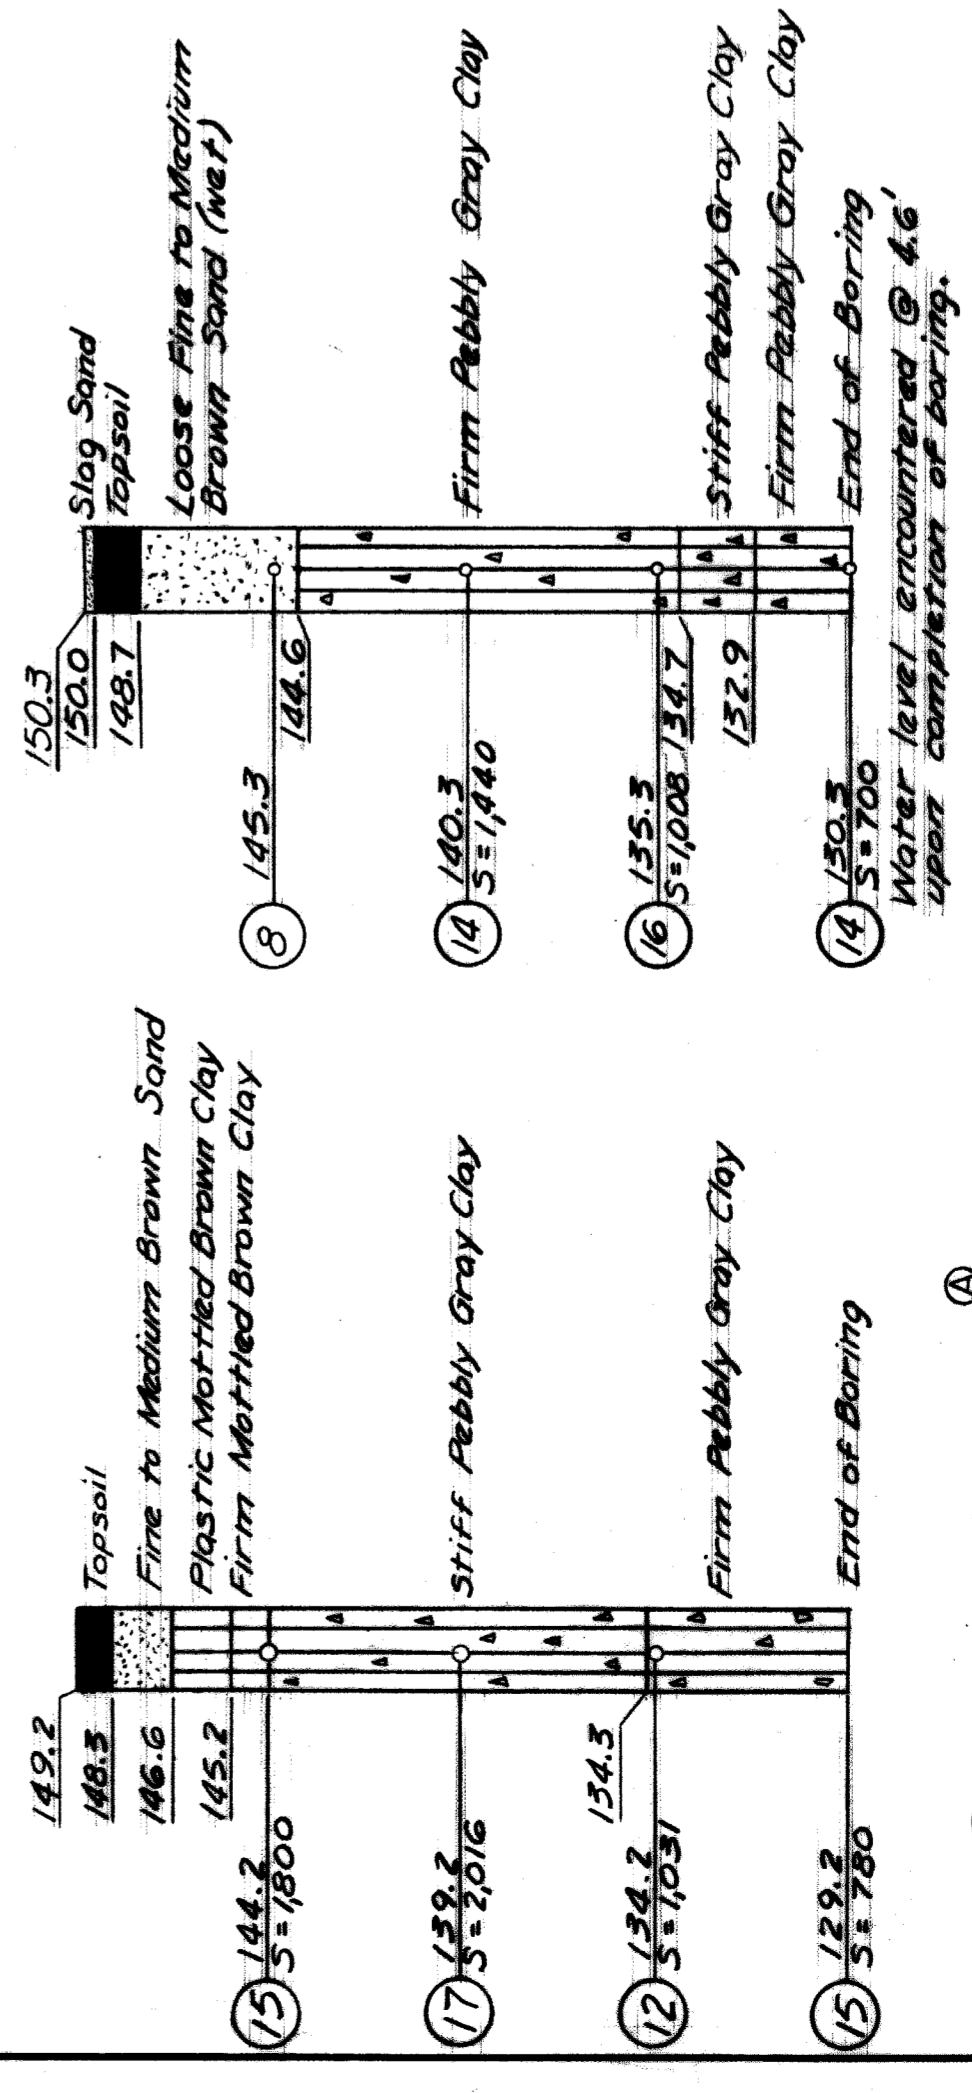 149.2
148.3
146.6
145.2
144.2
S=1,800
15
139.2
S=2,016
17
134.3
134.2
S=1,031
12
129.2
S=780
15
Topsoil
Fine to Medium Brown Sand
Plastic Mottled Brown Clay
Firm Mottled Brown Clay
Stiff Pebbly Gray Clay
Firm Pebbly Gray Clay
End of Boring
A
150.3
150.0
148.7
145.3
8
144.6
140.3
S=1,440
14
135.3
S=1,008
16
134.7
132.9
130.3
S=700
14
Slag Sand
Topsoil
Loose Fine to Medium
Brown Sand (wet)
Firm Pebbly Gray Clay
Stiff Pebbly Gray Clay
Firm Pebbly Gray Clay
End of Boring
Water level encountered @ 4.6'
upon completion of boring.